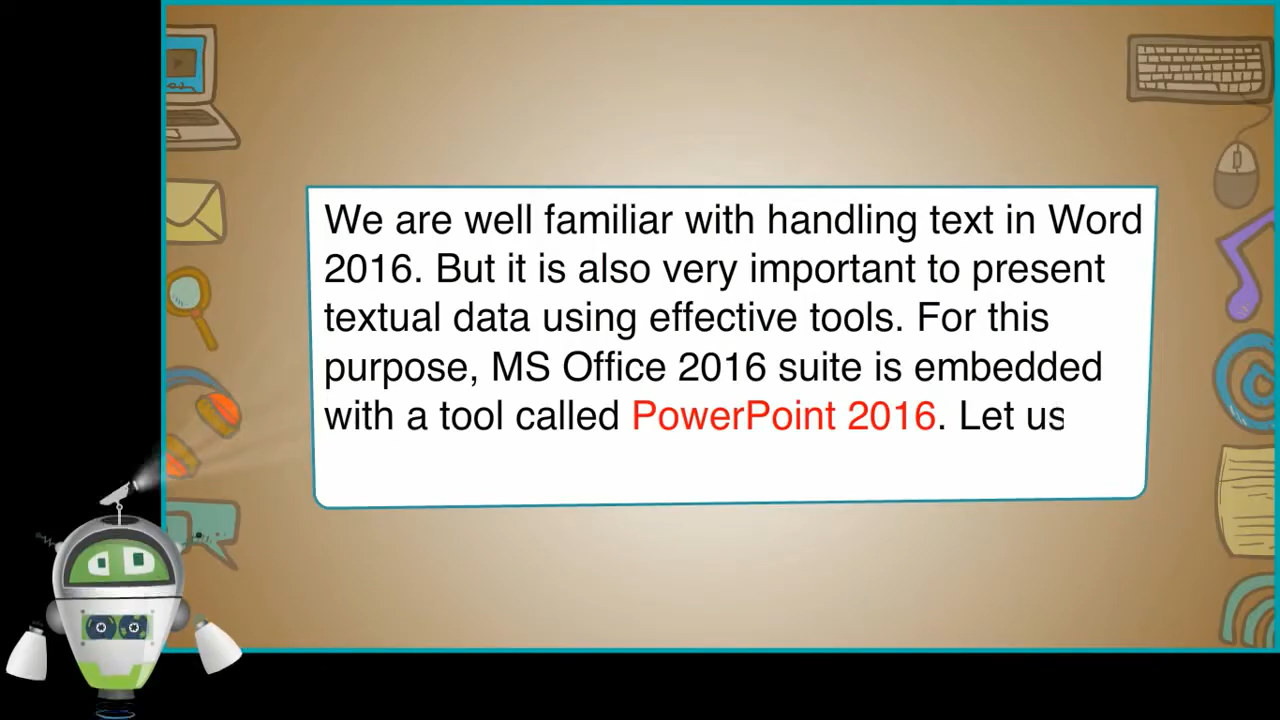 We are well familiar with handling text in Word
2016. But it is also very important to present
textual data using effective tools. For this
purpose, MS Office 2016 suite is embedded
with a tool called PowerPoint 2016. Let us